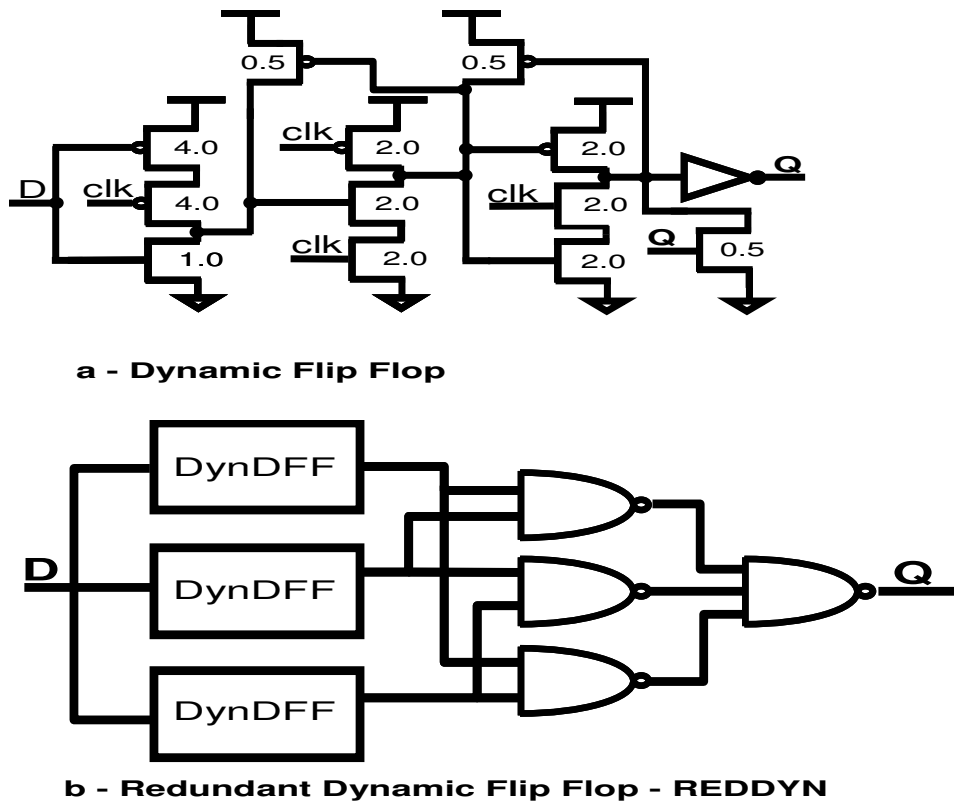 0.5
0.5
4.0
clk
2.0
2.0
D
clk
4.0
2.0
clk
2.0
Q
1.0
clk
2.0
2.0
Q
0.5
a - Dynamic Flip Flop
DynDFF
D
DynDFF
Q
DynDFF
b - Redundant Dynamic Flip Flop - REDDYN